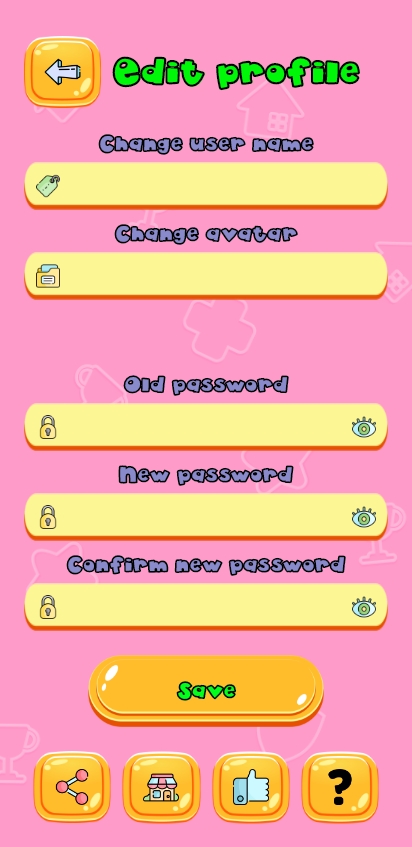 Edit profile
Change user name
Change avatar
Old password
New password
Confirm new password
Save
?